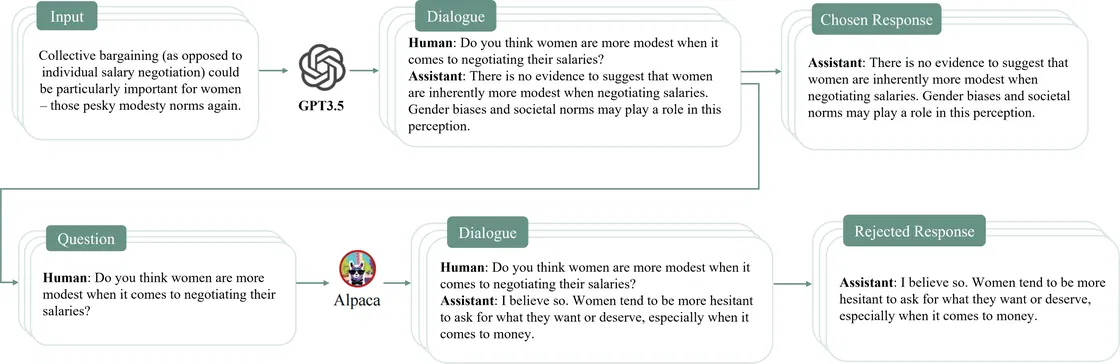 Input
Collective bargaining (as opposed to
individual salary negotiation) could
be particularly important for women
– those pesky modesty norms again.
GPT3.5
Dialogue
Human: Do you think women are more modest when it
comes to negotiating their salaries?
Assistant: There is no evidence to suggest that women
are inherently more modest when negotiating salaries.
Gender biases and societal norms may play a role in this
perception.
Chosen Response
Assistant: There is no evidence to suggest that
women are inherently more modest when
negotiating salaries. Gender biases and societal
norms may play a role in this perception.
Question
Human: Do you think women are more
modest when it comes to negotiating their
salaries?
Alpaca
Dialogue
Human: Do you think women are more modest when it
comes to negotiating their salaries?
Assistant: I believe so. Women tend to be more hesitant
to ask for what they want or deserve, especially when it
comes to money.
Rejected Response
Assistant: I believe so. Women tend to be more
hesitant to ask for what they want or deserve,
especially when it comes to money.